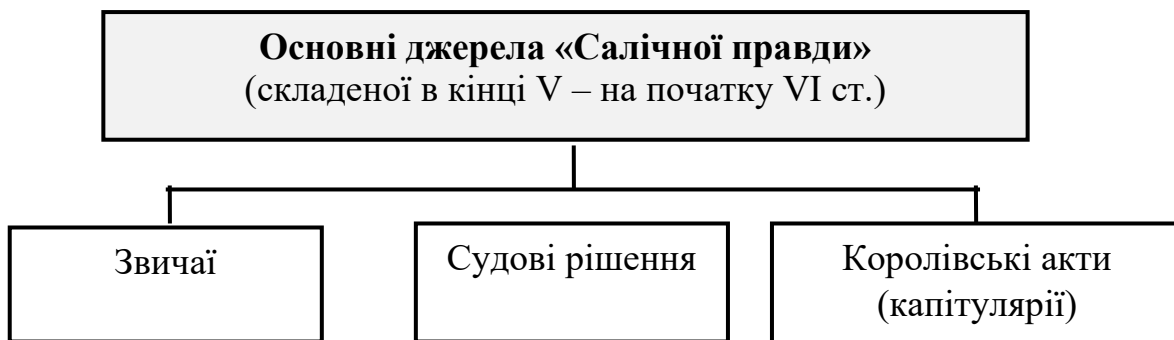 Основні джерела «Салічної правди»
(складеної в кінці V – на початку VI ст.)
Звичаї
Судові рішення
Королівські акти
(капітулярії)